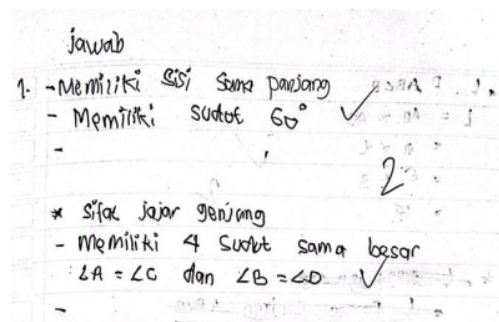 jawab
1. - Memiliki sisi sama panjang
- Memiliki sudut 60°
-
2
* Sifat jajar genjang
- Memiliki 4 sudut sama besar
∠A = ∠C dan ∠B = ∠D
-